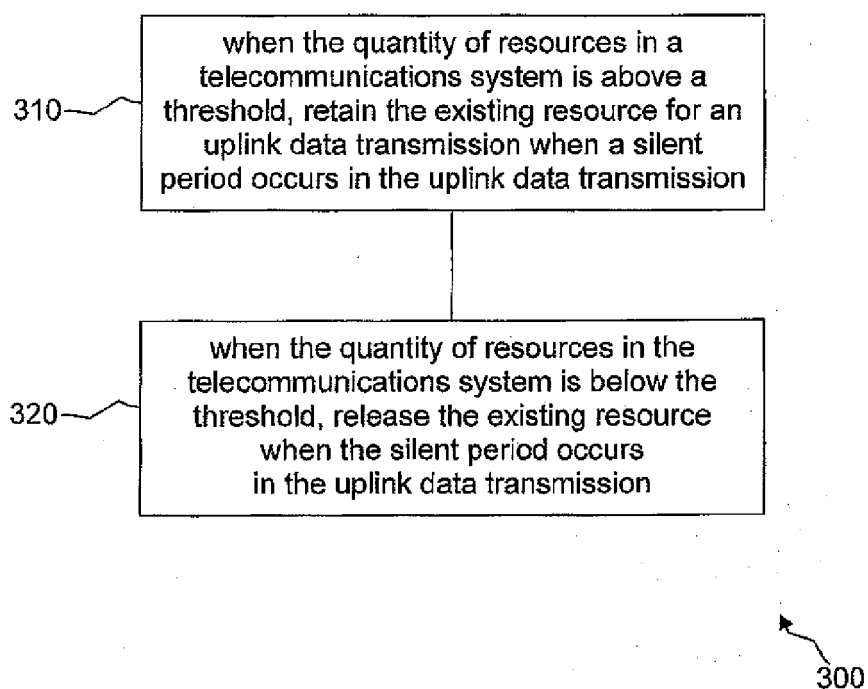 when the quantity of resources in a
telecommunications system is above a
threshold, retain the existing resource for an
uplink data transmission when a silent
period occurs in the uplink data transmission
310
when the quantity of resources in the
telecommunications system is below the
threshold, release the existing resource
when the silent period occurs
in the uplink data transmission
320
300